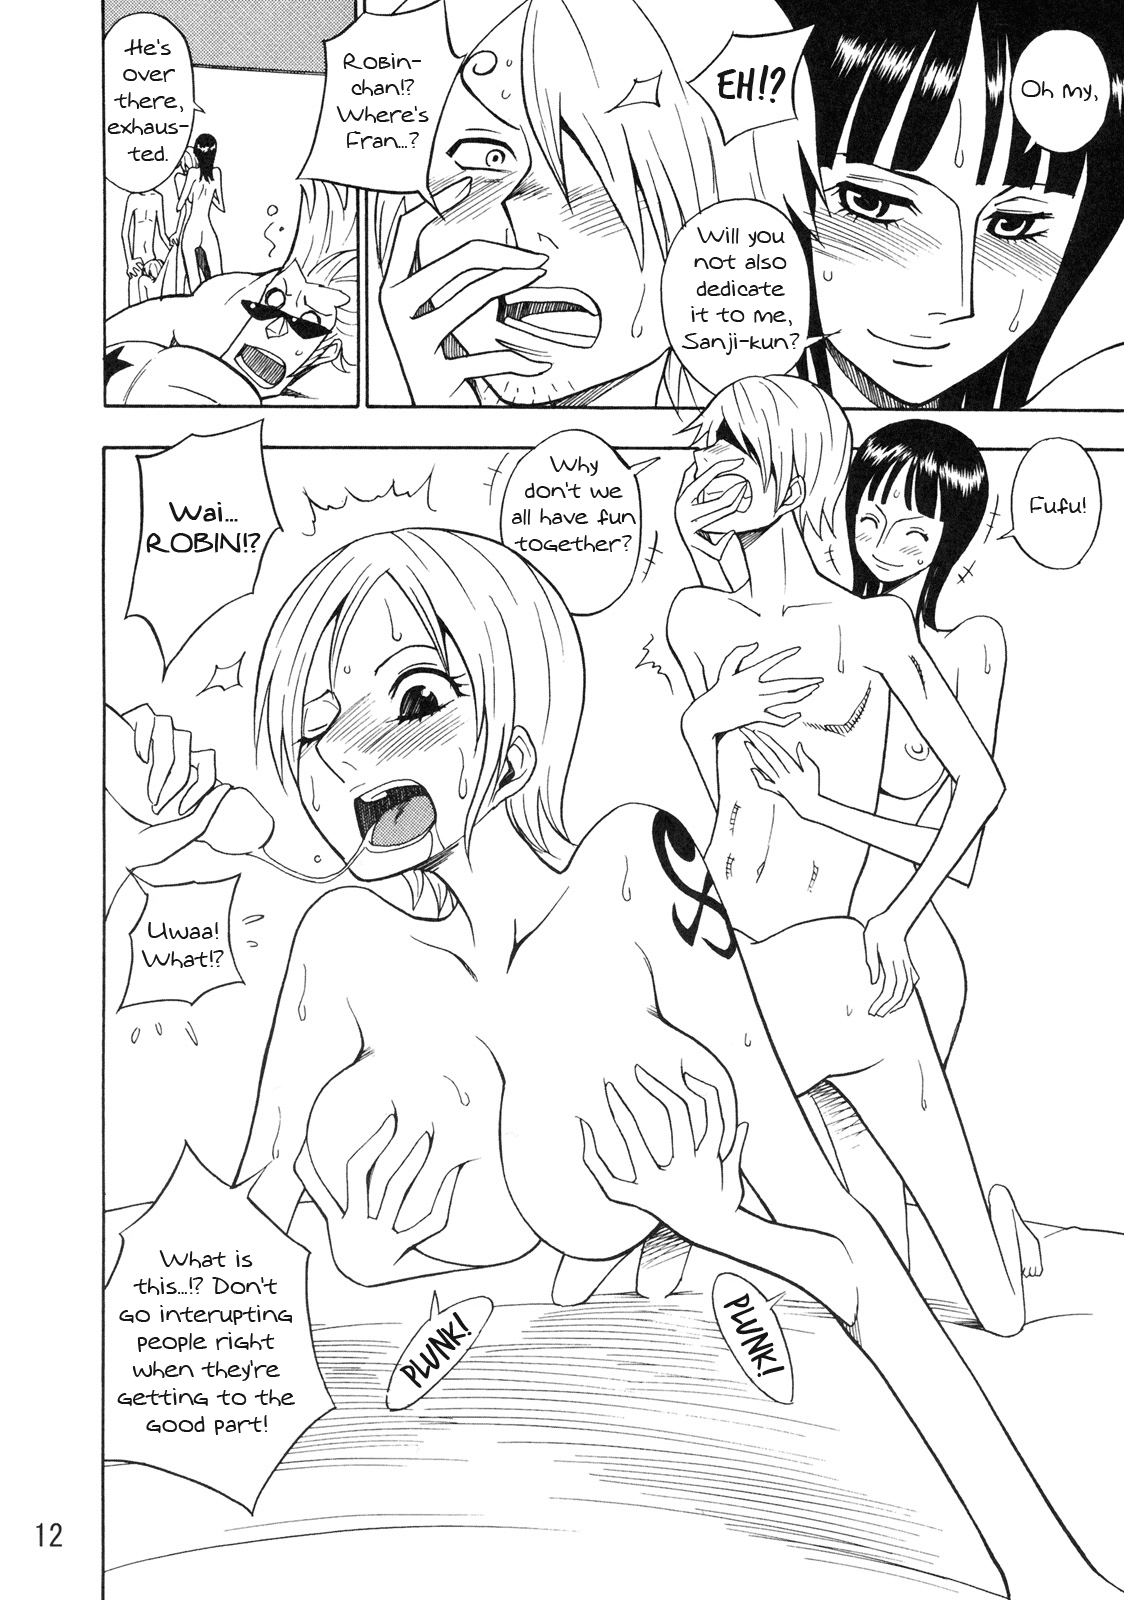 Oh my,
Will you
not also
dedicate
it to me,
Sanji-kun?
EH!?
Robin-
chan!?
Where's
Fran...?
He's
over
there,
exhaus-
ted.
Fufu!
Why
don't we
all have fun
together?
Wai...
ROBIN!?
Uwaa!
What!?
PLUNK!
PLUNK!
What is
this...!? Don't
go interupting
people right
when they're
getting to the
good part!
12